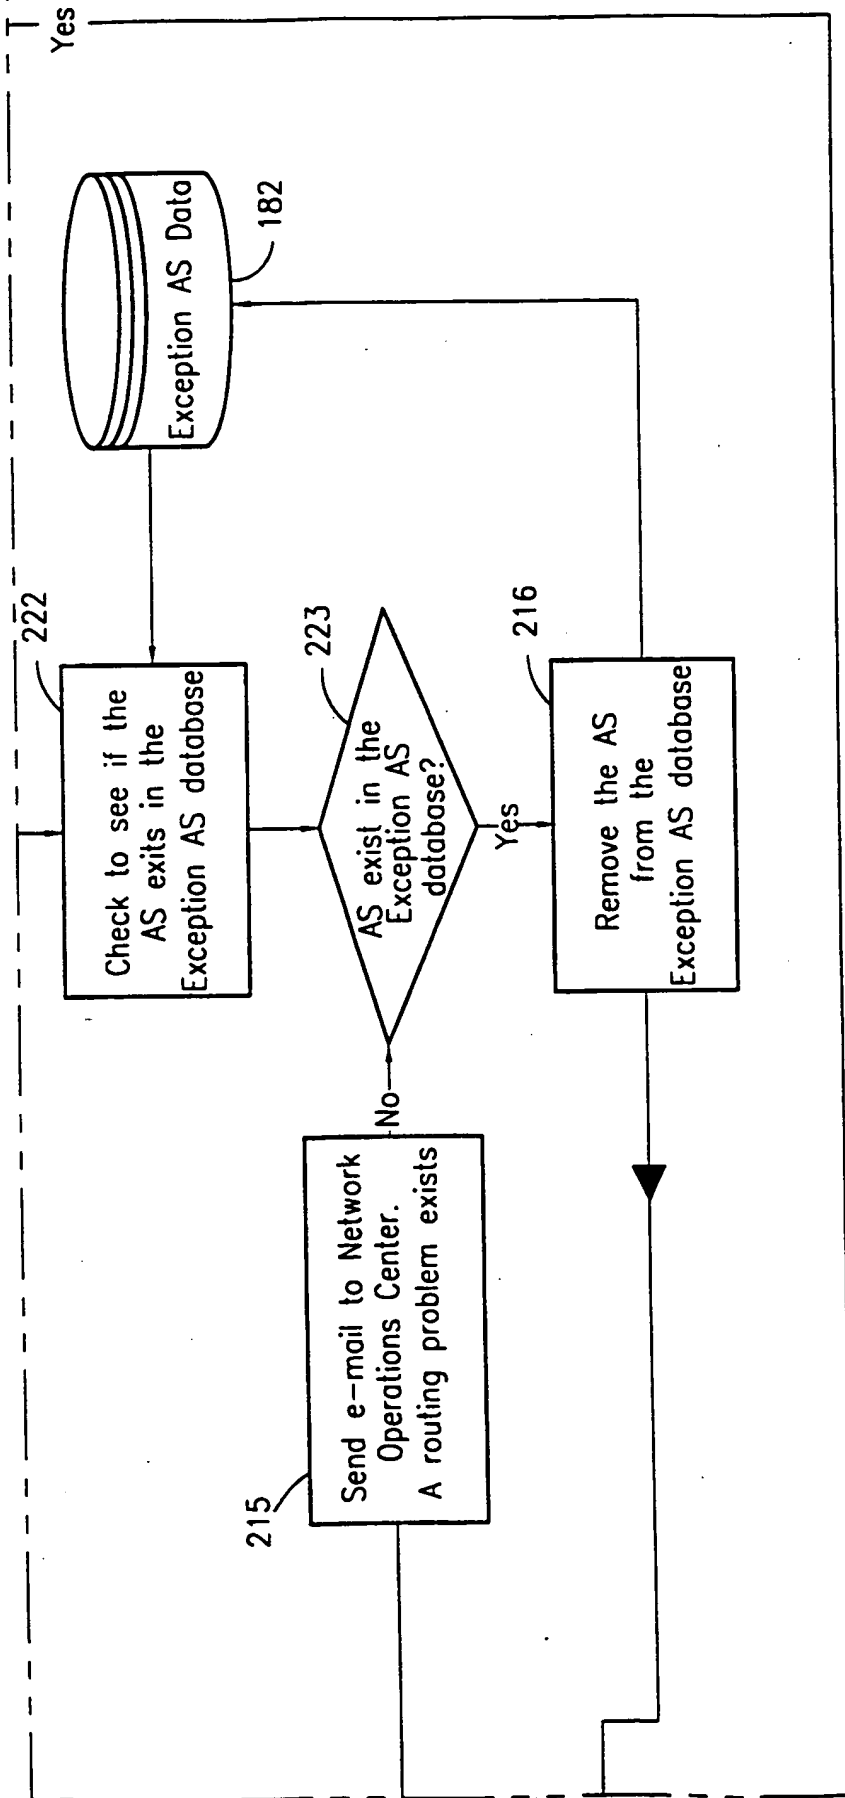 Yes
Exception AS Data
182
222
Check to see if the
AS exits in the
Exception AS database
223
AS exist in the
Exception AS
database?
No
Yes
215
Send e-mail to Network
Operations Center.
A routing problem exists
216
Remove the AS
from the
Exception AS database